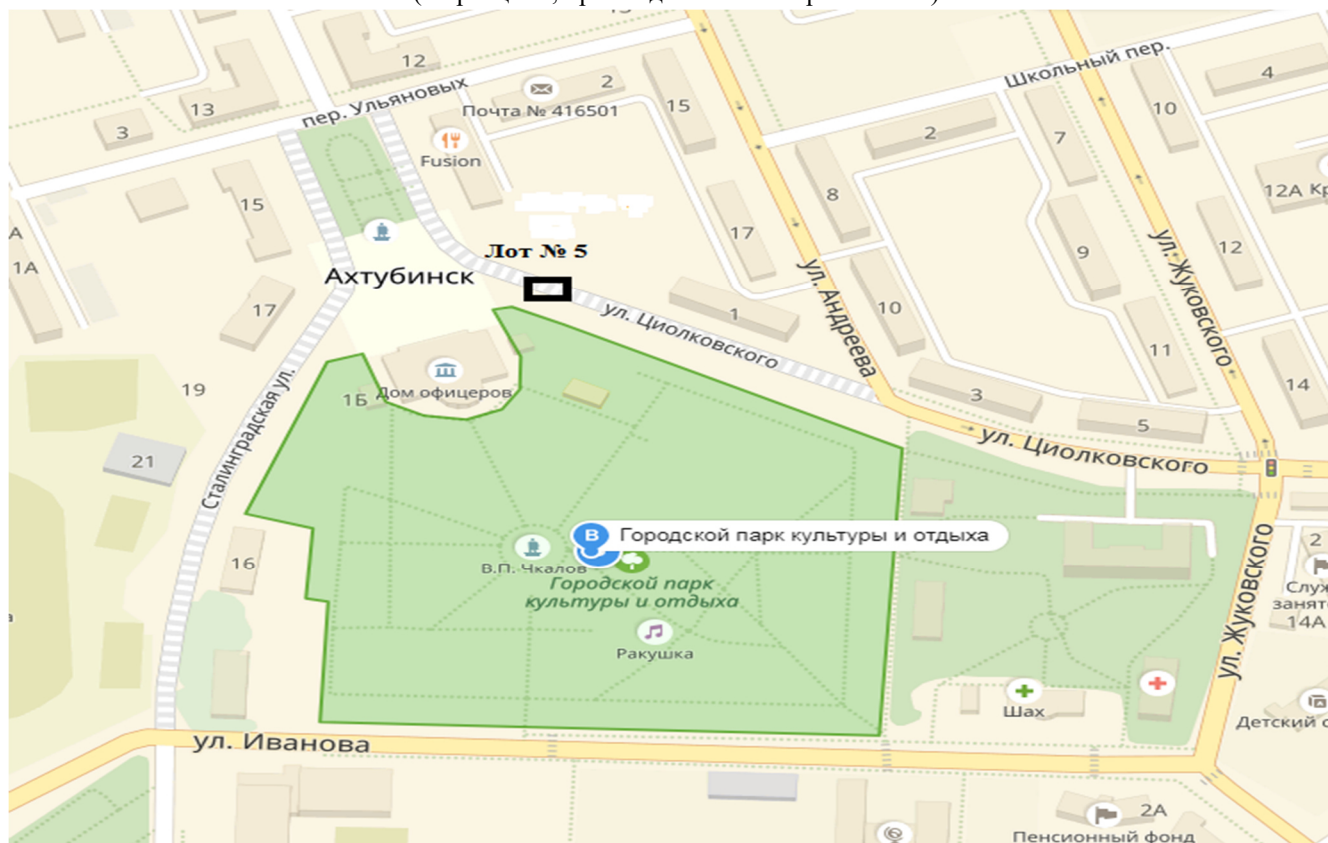 12
2
Школьный пер.
4
13
пер. Ульяновых
Почта № 416501
15
10
3
2
7
Fusion
12А
15
8
17
9
12
А
1А
Лот № 5
Ахтубинск
ул. Жуковского
17
ул. Андреева
10
1
ул. Циолковского
11
19
Дом офицеров
1Б
3
14
5
21
Сталинградская ул.
ул. Циолковского
В
Городской парк культуры и отдыха
2
16
В.П. Чкалов
Городской парк
культуры и отдыха
14А
ул. Жуковского
Ракушка
Шах
Детский
ул. Иванова
2А
Пенсионный фонд